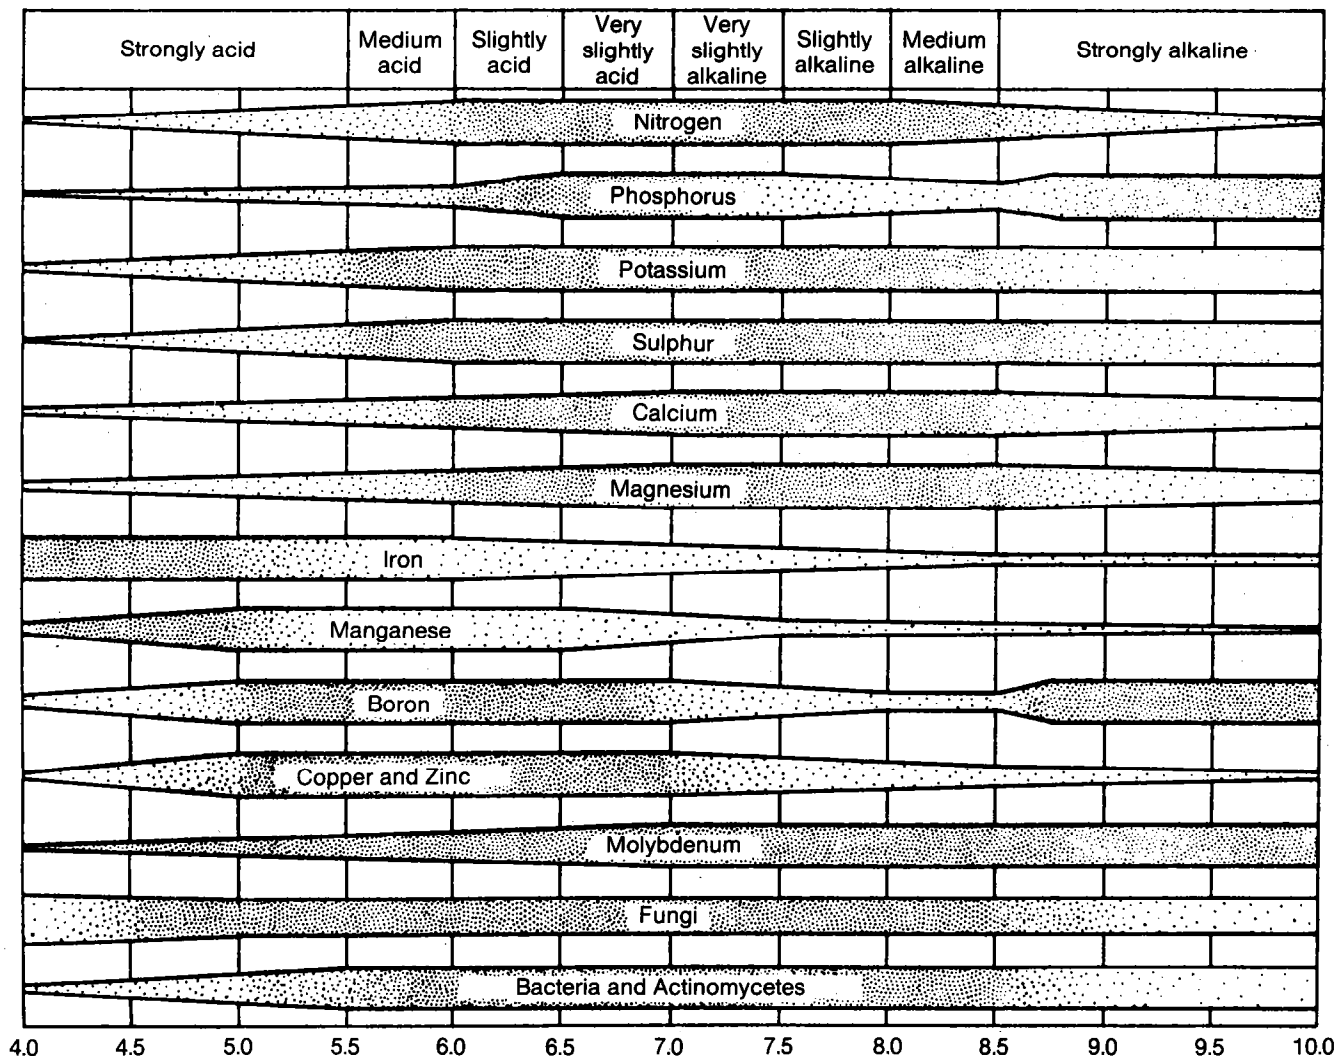 Strongly acid
Medium
acid
Slightly
acid
Very
slightly
acid
Very
slightly
alkaline
Slightly
alkaline
Medium
alkaline
Strongly alkaline
Nitrogen
Phosphorus
Potassium
Sulphur
Calcium
Magnesium
Iron
Manganese
Boron
Copper and Zinc
Molybdenum
Fungi
Bacteria and Actinomycetes
4.0 4.5 5.0 5.5 6.0 6.5 7.0 7.5 8.0 8.5 9.0 9.5 10.0